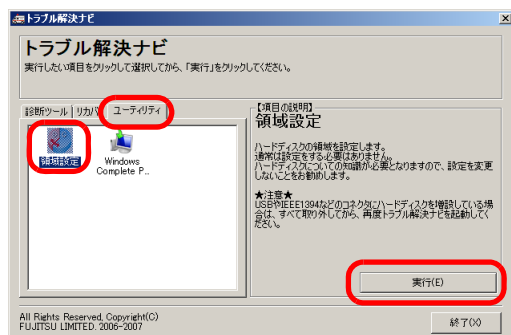 トラブル解決ナビ
トラブル解決ナビ
実行したい項目をクリックして選択してから、「実行」をクリックしてください。
診断ツール
リカバリ
ユーティリティ
領域設定
Windows
Complete P...
【項目の説明】
領域設定
ハードディスクの領域を設定します。
通常は設定をする必要はありません。
ハードディスクについての知識が必要となりますので、設定を変更
しないことをお勧めします。
★注意★
USBやIEEE1394などのコネクタにハードディスクを増設している場
合は、すべて取り外してから、再度トラブル解決ナビを起動してく
ださい。
実行(E)
All Rights Reserved, Copyright(C)
FUJITSU LIMITED. 2006-2007
終了(X)